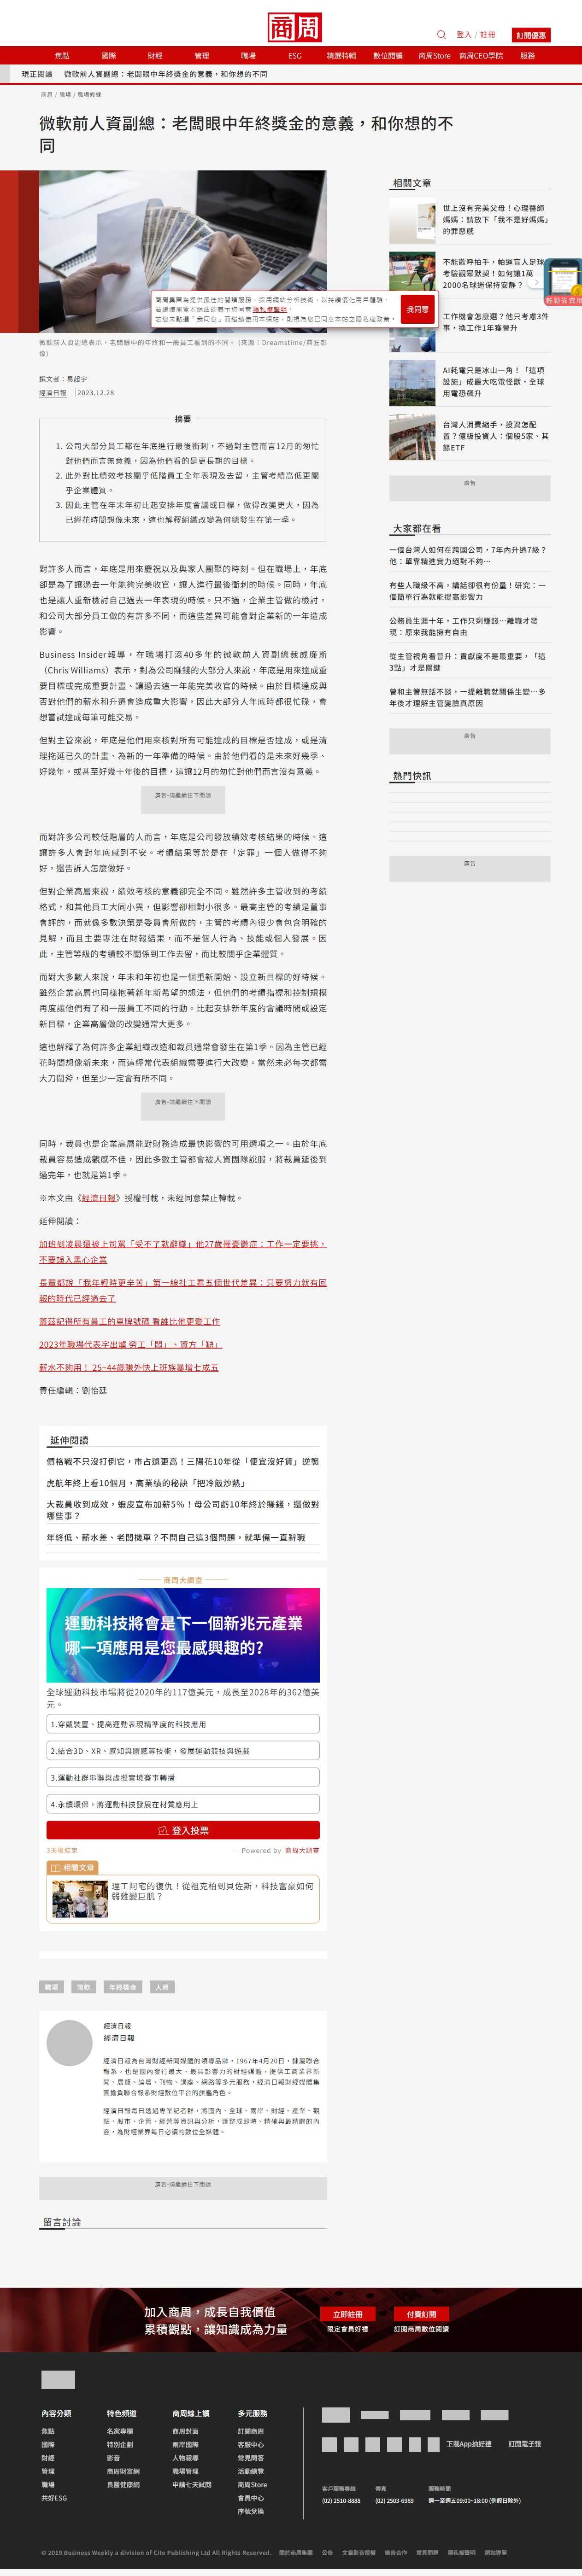 商周
登入 / 註冊
訂閱優惠
焦點 國際 財經 管理 職場 ESG 精選特輯 數位閱讀 商周Store 商周CEO學院 服務
現正閱讀 微軟前人資副總：老闆眼中年終獎金的意義，和你想的不同
商周 / 職場 / 職場修練
微軟前人資副總：老闆眼中年終獎金的意義，和你想的不
同
商周集團為提供最佳的閱讀服務，採用網站分析技術，以持續優化用戶體驗，
若繼續瀏覽本網站即表示您同意 隱私權聲明。
若您未點選「我同意」而繼續使用本網站，則視為您已同意本站之隱私權政策。
我同意
微軟前人資副總表示，老闆眼中的年終和一般員工看到的不同。 (來源：Dreamstime/典匠影
像)
撰文者：易起宇
經濟日報 2023.12.28
摘要
1. 公司大部分員工都在年底進行最後衝刺，不過對主管而言12月的匆忙
對他們而言無意義，因為他們看的是更長期的目標。
2. 此外對比績效考核關乎低階員工全年表現及去留，主管考績高低更關
乎企業體質。
3. 因此主管在年末年初比起安排年度會議或目標，做得改變更大，因為
已經花時間想像未來，這也解釋組織改變為何總發生在第一季。
對許多人而言，年底是用來慶祝以及與家人團聚的時刻。但在職場上，年底
卻是為了讓過去一年能夠完美收官，讓人進行最後衝刺的時候。同時，年底
也是讓人重新檢討自己過去一年表現的時候。只不過，企業主管做的檢討，
和公司大部分員工做的有許多的不同，而這些差異可能會對企業新的一年造成
影響。
Business Insider報導，在職場打滾40多年的微軟前人資副總裁威廉斯
（Chris Williams）表示，對為公司賺錢的大部分人來說，年底是用來達成重
要目標或完成重要計畫、讓過去這一年能完美收官的時候。由於目標達成與
否對他們的薪水和升遷會造成重大影響，因此大部分人年底時都很忙碌，會
想嘗試達成每筆可能交易。
但對主管來說，年底是他們用來核對所有可能達成的目標是否達成，或是清
理拖延已久的計畫、為新的一年準備的時候。由於他們看的是未來好幾季、
好幾年，或甚至好幾十年後的目標，這讓12月的匆忙對他們而言沒有意義。
廣告-請繼續往下閱讀
而對許多公司較低階層的人而言，年底是公司發放績效考核結果的時候。這
讓許多人會對年底感到不安。考績結果等於是在「定罪」一個人做得不夠
好，還告訴人怎麼做好。
但對企業高層來說，績效考核的意義卻完全不同。雖然許多主管收到的考績
格式，和其他員工大同小異，但影響卻相對小很多。最高主管的考績是董事
會評的，而就像多數決策是委員會所做的，主管的考績內很少會包含明確的
見解，而且主要專注在財報結果，而不是個人行為、技能或個人發展。因
此，主管等級的考績較不關係到工作去留，而比較關乎企業體質。
而對大多數人來說，年末和年初也是一個重新開始、設立新目標的好時候。
雖然企業高層也同樣抱著新年新希望的想法，但他們的考績指標和控制規模
再度讓他們有了和一般員工不同的行動。比起安排新年度的會議時間或設定
新目標，企業高層做的改變通常大更多。
這也解釋了為何許多企業組織改造和裁員通常會發生在第1季。因為主管已經
花時間想像新未來，而這經常代表組織需要進行大改變。當然未必每次都需
大刀闊斧，但至少一定會有所不同。
廣告-請繼續往下閱讀
同時，裁員也是企業高層能對財務造成最快影響的可用選項之一。由於年底
裁員容易造成觀感不佳，因此多數主管都會被人資團隊說服，將裁員延後到
過完年，也就是第1季。
※本文由《經濟日報》授權刊載，未經同意禁止轉載。
延伸閱讀：
加班到凌晨還被上司罵「受不了就辭職」他27歲罹憂鬱症：工作一定要挑，
不要誤入黑心企業
長輩都說「我年輕時更辛苦」第一線社工看五個世代差異：只要努力就有回
報的時代已經過去了
蓋茲記得所有員工的車牌號碼 看誰比他更愛工作
2023年職場代表字出爐 勞工「悶」、資方「缺」
薪水不夠用！ 25~44歲賺外快上班族暴增七成五
責任編輯：劉怡廷
延伸閱讀
價格戰不只沒打倒它，市占還更高！三陽花10年從「便宜沒好貨」逆襲
虎航年終上看10個月，高業績的秘訣「把冷飯炒熱」
大裁員收到成效，蝦皮宣布加薪5%！母公司虧10年終於賺錢，還做對
哪些事？
年終低、薪水差、老闆機車？不問自己這3個問題，就準備一直辭職
商周大調查
運動科技將會是下一個新兆元產業
哪一項應用是您最感興趣的?
全球運動科技市場將從2020年的117億美元，成長至2028年的362億美
元。
1.穿戴裝置、提高運動表現精準度的科技應用
2.結合3D、XR、感知與體感等技術，發展運動競技與遊戲
3.運動社群串聯與虛擬實境賽事轉播
4.永續環保，將運動科技發展在材質應用上
登入投票
3天後結束 Powered by 商周大調查
相關文章
理工阿宅的復仇！從祖克柏到貝佐斯，科技富豪如何
弱雞變巨肌？
職場 微軟 年終獎金 人資
經濟日報
經濟日報
經濟日報為台灣財經新聞媒體的領導品牌，1967年4月20日，隸屬聯合
報系，也是國內發行最大、最具影響力的財經媒體，提供工商業界新
聞、展覽、論壇、刊物、講座、網路等多元服務，經濟日報財經媒體集
團擔負聯合報系財經數位平台的旗艦角色。
經濟日報每日透過專業記者群，將國內、全球、兩岸、財經、產業、觀
點、股市、企管、經營等資訊與分析，匯整成即時、精確與最精闢的內
容，為財經業界每日必讀的數位全媒體。
廣告-請繼續往下閱讀
留言討論
相關文章
世上沒有完美父母！心理醫師
媽媽：請放下「我不是好媽媽」
的罪惡感
不能歡呼拍手，帕運盲人足球
考驗觀眾默契！如何讓1萬
2000名球迷保持安靜？
工作機會怎麼選？他只考慮3件
事，換工作1年獲晉升
AI耗電只是冰山一角！「這項
設施」成最大吃電怪獸，全球
用電恐飆升
台灣人消費縮手，投資怎配
置？億級投資人：個股5家、其
餘ETF
廣告
大家都在看
一個台灣人如何在跨國公司，7年內升遷7級？
他：單靠精進實力絕對不夠…
有些人職級不高，講話卻很有份量！研究：一
個簡單行為就能提高影響力
公務員生涯十年，工作只剩賺錢…離職才發
現：原來我能擁有自由
從主管視角看晉升：貢獻度不是最重要，「這
3點」才是關鍵
曾和主管無話不談，一提離職就關係生變…多
年後才理解主管變臉真原因
廣告
熱門快訊
廣告
加入商周，成長自我價值
累積觀點，讓知識成為力量
立即註冊
限定會員好禮
付費訂閱
訂閱商周數位閱讀
內容分類
焦點
國際
財經
管理
職場
共好ESG
特色頻道
名家專欄
特別企劃
影音
商周財富網
良醫健康網
商周線上讀
商周封面
兩岸國際
人物報導
職場管理
申請七天試閱
多元服務
訂閱商周
客服中心
常見問答
活動總覽
商周Store
會員中心
序號兌換
下載App抽好禮 訂閱電子報
客戶服務專線 傳真 服務時間
(02) 2510-8888 (02) 2503-6989 週一至週五09:00~18:00 (例假日除外)
© 2019 Business Weekly a division of Cite Publishing Ltd All Rights Reserved. 關於商周集團 公告 文章影音授權 廣告合作 常見問題 隱私權聲明 網站導覽